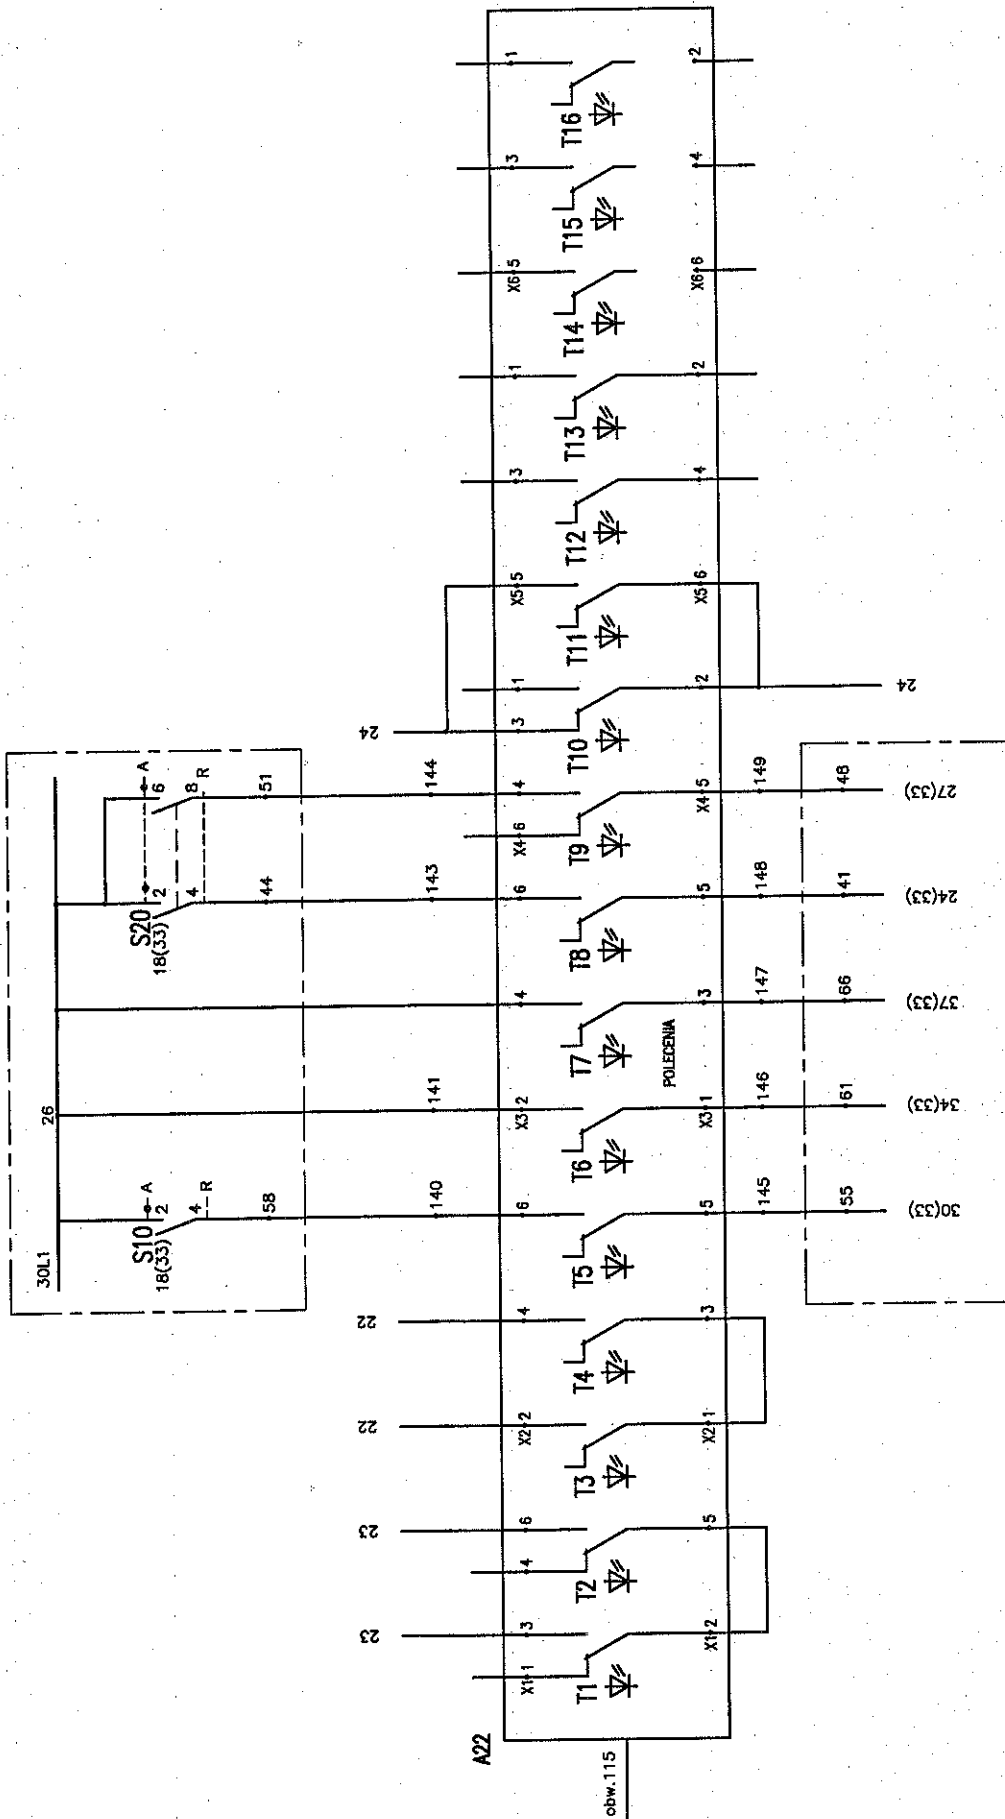 1
2
T16
3
4
T15
X6 5
X6 6
T14
1
2
T13
3
4
T12
X5 5
X5 6
T11
1
2
24
3
T10
24
A
6
8
R
51
144
4
X4 6
T9
X4 5
149
48
27(33)
2
4
S20
18(33)
44
143
6
T8
5
148
41
24(33)
4
T7
3
147
66
37(33)
POLECENIA
26
141
X3 2
T6
X3 1
146
61
34(33)
30L1
A
2
4
R
S10
18(33)
58
140
6
T5
5
145
55
30(33)
22
4
T4
3
22
X2 2
T3
X2 1
23
6
4
T2
5
23
3
X1 1
T1
X1 2
A22
obw.115